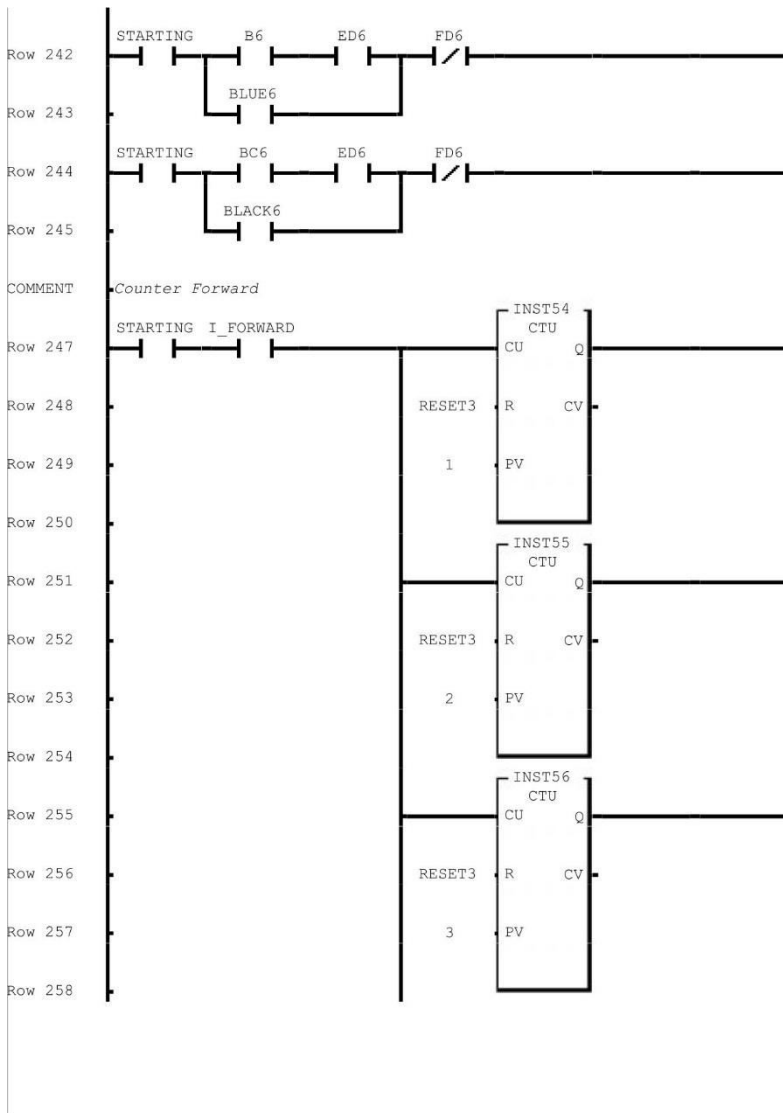 STARTING B6 ED6 FD6
Row 242
BLUE6
Row 243
STARTING BC6 ED6 FD6
Row 244
BLACK6
Row 245
COMMENT Counter Forward
INST54
STARTING I_FORWARD CTU
Row 247 CU Q
Row 248 RESET3 R CV
Row 249 1 PV
Row 250
INST55
CTU
Row 251 CU Q
Row 252 RESET3 R CV
Row 253 2 PV
Row 254
INST56
CTU
Row 255 CU Q
Row 256 RESET3 R CV
Row 257 3 PV
Row 258